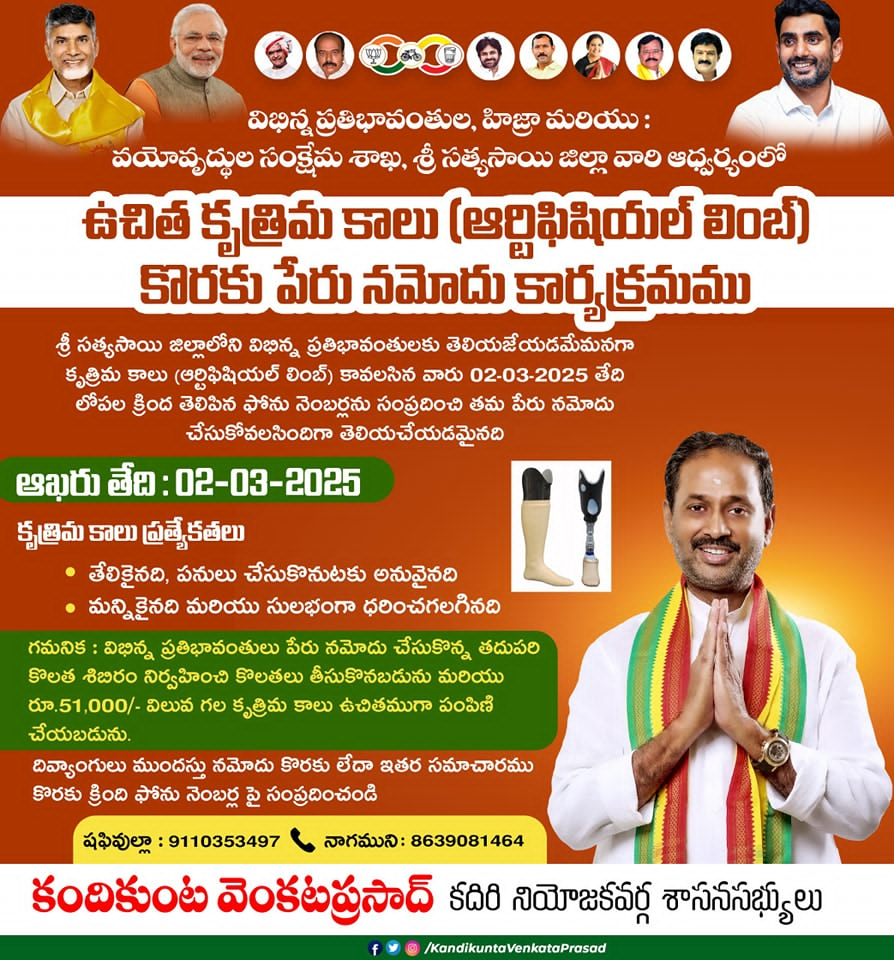 విభిన్న ప్రతిభావంతుల, హిజ్రా మరియు :
వయోవృద్ధుల సంక్షేమ శాఖ, శ్రీ సత్యసాయి జిల్లా వారి ఆధ్వర్యంలో
ఉచిత కృత్రిమ కాలు (ఆర్టిఫిషియల్ లింబ్)
కొరకు పేరు నమోదు కార్యక్రమము
శ్రీ సత్యసాయి జిల్లాలోని విభిన్న ప్రతిభావంతులకు తెలియజేయడమేమనగా
కృత్రిమ కాలు (ఆర్టిఫిషియల్ లింబ్) కావలసిన వారు 02-03-2025 తేది
లోపల క్రింద తెలిపిన ఫోను నెంబర్లను సంప్రదించి తమ పేరు నమోదు
చేసుకోవలసిందిగా తెలియచేయడమైనది
ఆఖరు తేది : 02-03-2025
కృత్రిమ కాలు ప్రత్యేకతలు
• తేలికైనది, పనులు చేసుకొనుటకు అనువైనది
• మన్నికైనది మరియు సులభంగా ధరించగలగినది
గమనిక : విభిన్న ప్రతిభావంతులు పేరు నమోదు చేసుకొన్న తదుపరి
కొలత శిబిరం నిర్వహించి కొలతలు తీసుకొనబడును మరియు
రూ.51,000/- విలువ గల కృత్రిమ కాలు ఉచితముగా పంపిణి
చేయబడును.
దివ్యాంగులు ముందస్తు నమోదు కొరకు లేదా ఇతర సమాచారము
కొరకు క్రింది ఫోను నెంబర్ల పై సంప్రదించండి
షఫివుల్లా : 9110353497 నాగముని : 8639081464
కందికుంట వెంకటప్రసాద్ కదిరి నియోజకవర్గ శాసనసభ్యులు
/KandikuntaVenkataPrasad